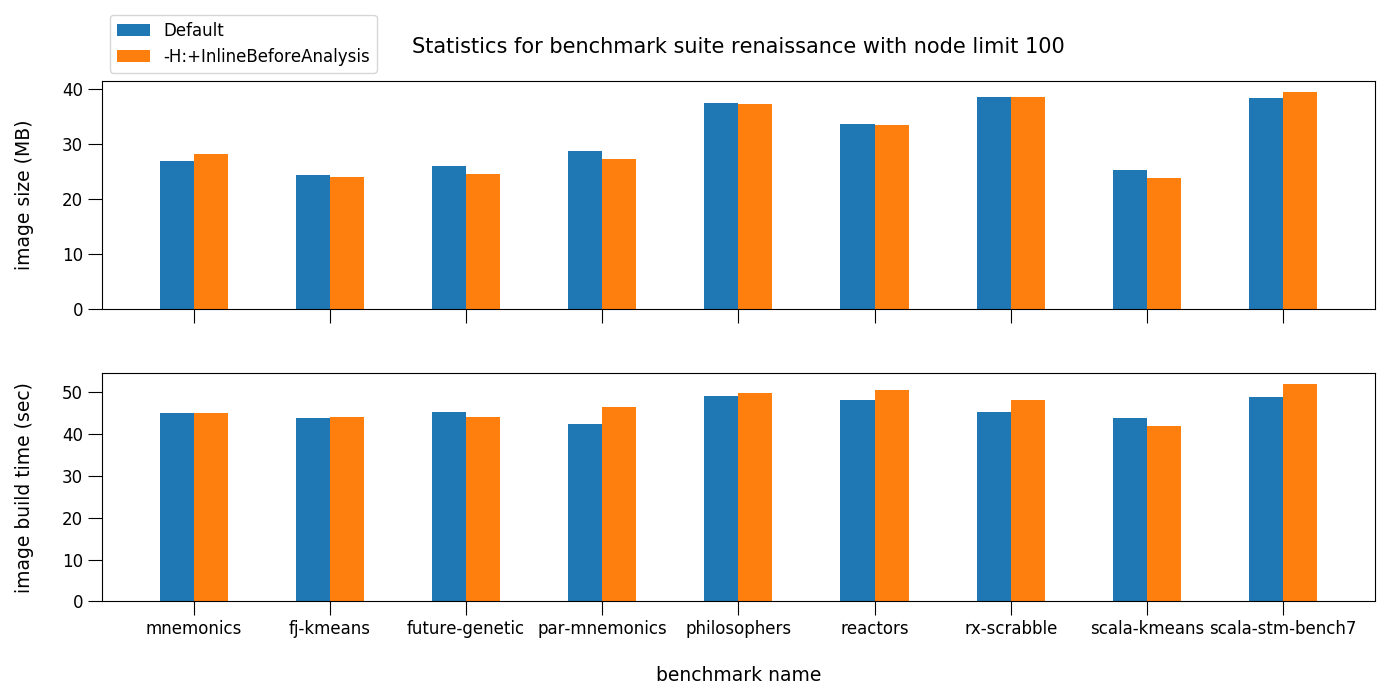 Default
-H:+InlineBeforeAnalysis
Statistics for benchmark suite renaissance with node limit 100
image size (MB)
40
30
20
10
0
image build time (sec)
50
40
30
20
10
0
mnemonics fj-kmeans future-genetic par-mnemonics philosophers reactors rx-scrabble scala-kmeans scala-stm-bench7
benchmark name